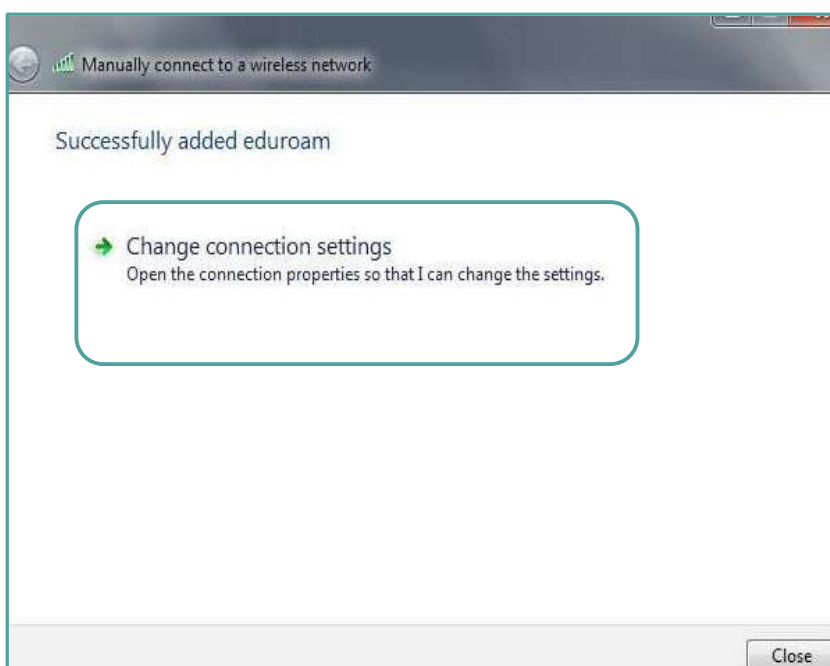 Manually connect to a wireless network
Successfully added eduroam
Change connection settings
Open the connection properties so that I can change the settings.
Close